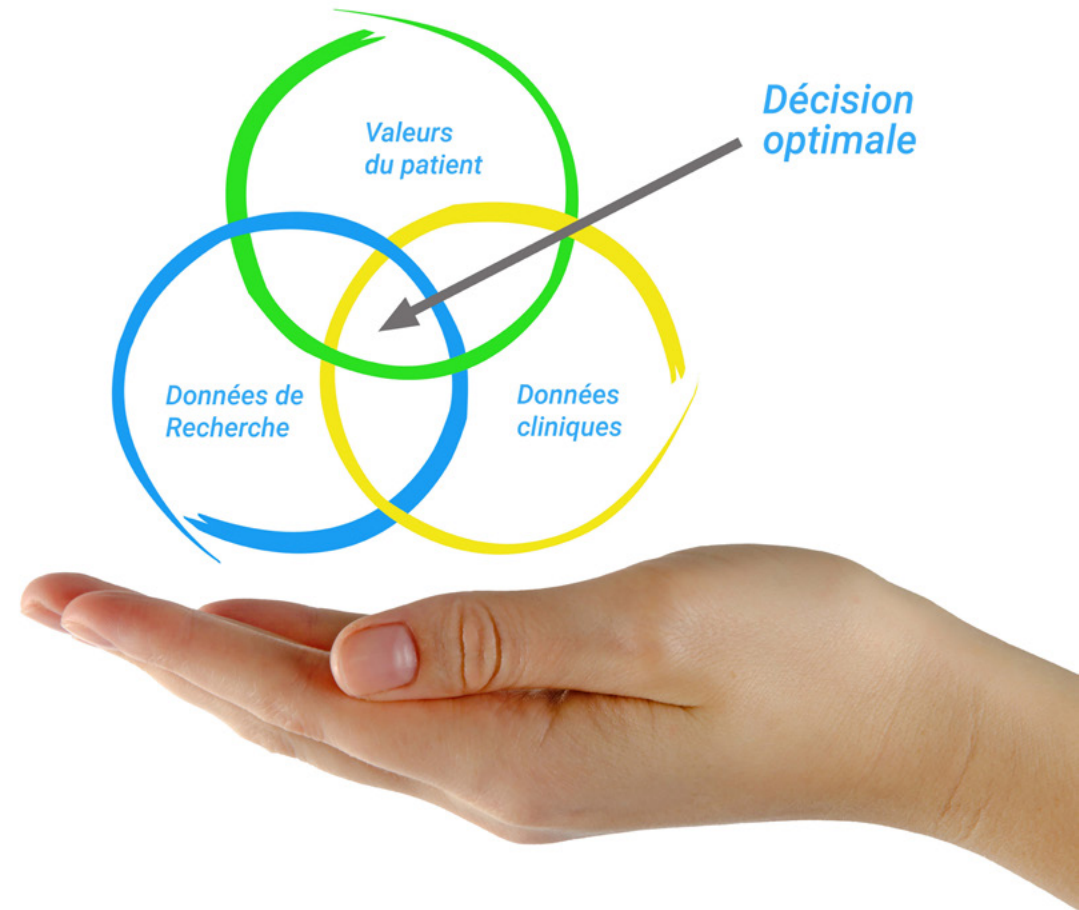 Décision
optimale
Valeurs
du patient
Données de
Recherche
Données
cliniques